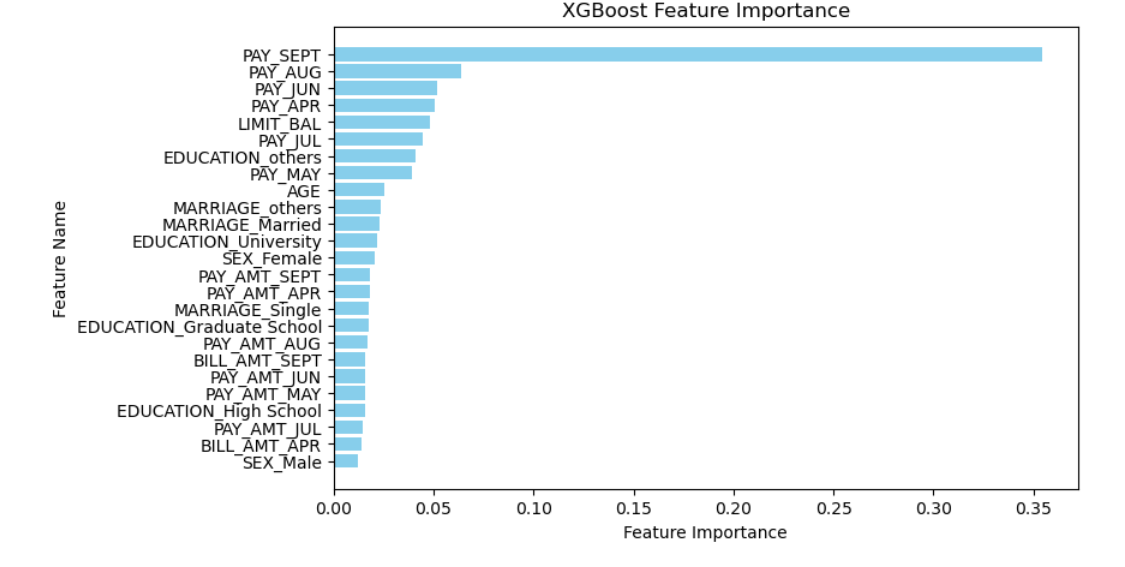 XGBoost Feature Importance
PAY_SEPT
PAY_AUG
PAY_JUN
PAY_APR
LIMIT_BAL
PAY_JUL
EDUCATION_others
PAY_MAY
AGE
MARRIAGE_others
MARRIAGE_Married
EDUCATION_University
SEX_Female
PAY_AMT_SEPT
PAY_AMT_APR
MARRIAGE_Single
EDUCATION_Graduate School
PAY_AMT_AUG
BILL_AMT_SEPT
PAY_AMT_JUN
PAY_AMT_MAY
EDUCATION_High School
PAY_AMT_JUL
BILL_AMT_APR
SEX_Male
Feature Name
0.00 0.05 0.10 0.15 0.20 0.25 0.30 0.35
Feature Importance